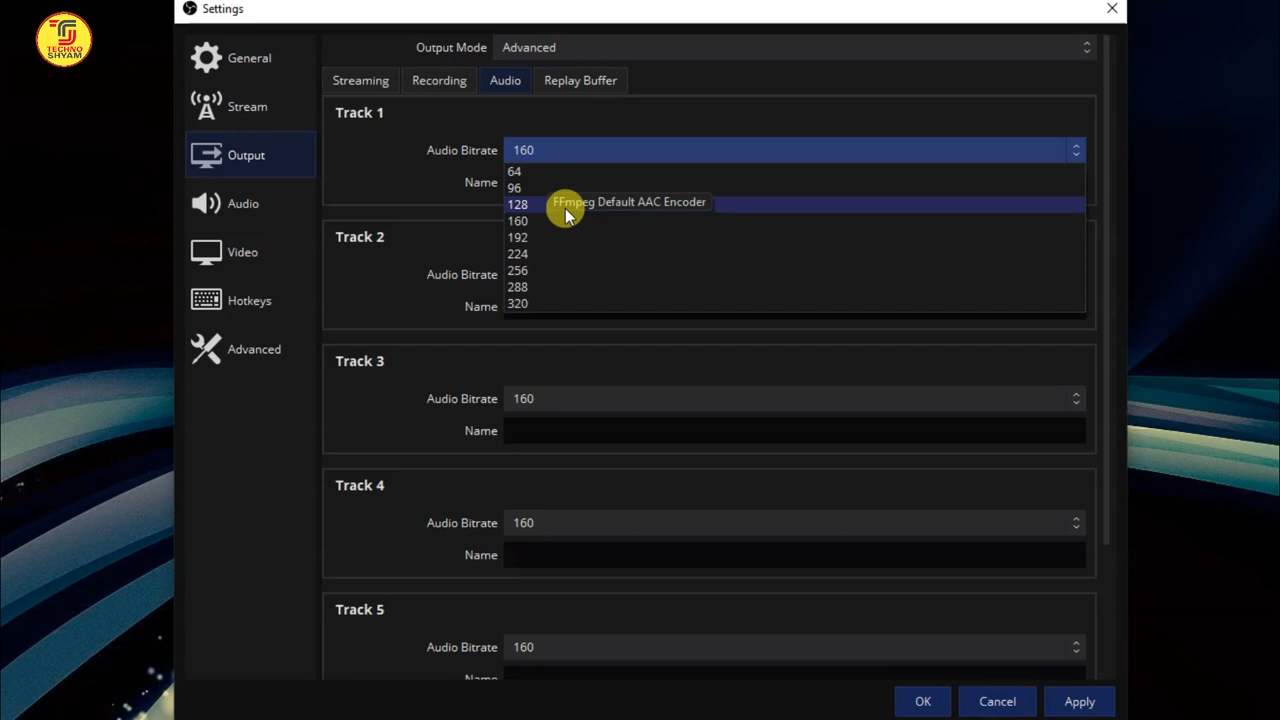 Settings
TECHNO
SHYAM
General
Stream
Output
Audio
Video
Hotkeys
Advanced
Output Mode Advanced
Streaming Recording Audio Replay Buffer
Track 1
Audio Bitrate 160
Name
64
96
128
FFmpeg Default AAC Encoder
160
192
224
256
288
320
Track 2
Audio Bitrate
Name
Track 3
Audio Bitrate 160
Name
Track 4
Audio Bitrate 160
Name
Track 5
Audio Bitrate 160
Name
OK Cancel Apply